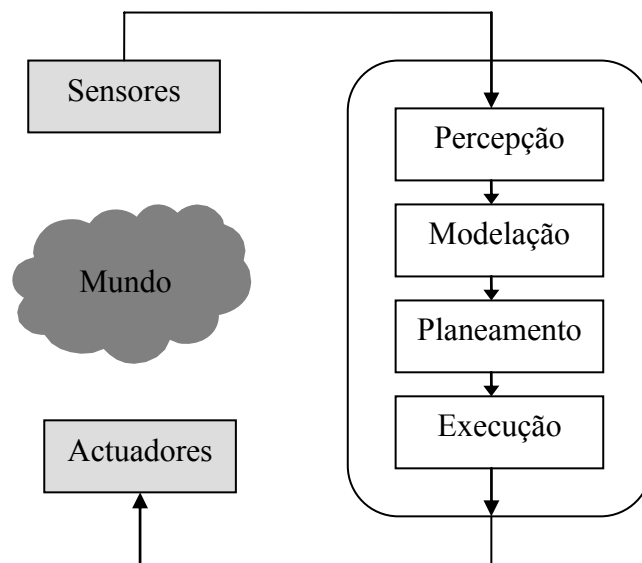 Sensores
Percepção
Modelação
Mundo
Planeamento
Execução
Actuadores